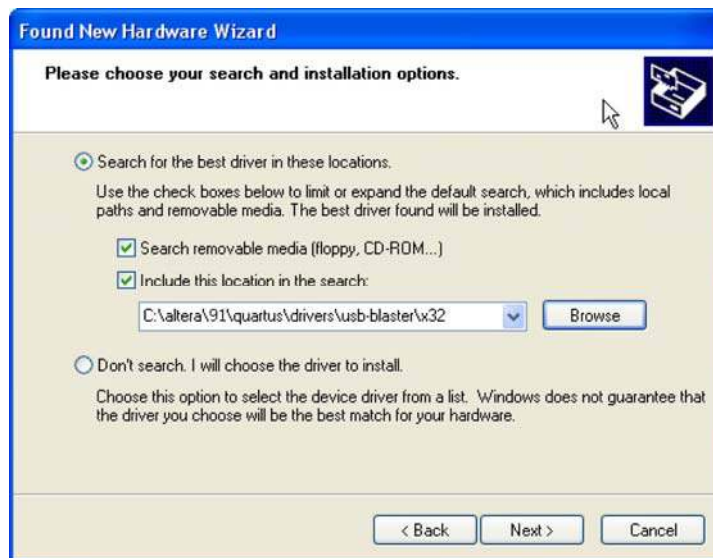 Found New Hardware Wizard
Please choose your search and installation options.
Search for the best driver in these locations.
Use the check boxes below to limit or expand the default search, which includes local
paths and removable media. The best driver found will be installed.
Search removable media (floppy, CD-ROM...)
Include this location in the search:
C:\altera\91\quartus\drivers\usb-blaster\x32
Browse
Don't search. I will choose the driver to install.
Choose this option to select the device driver from a list. Windows does not guarantee that
the driver you choose will be the best match for your hardware.
< Back
Next >
Cancel